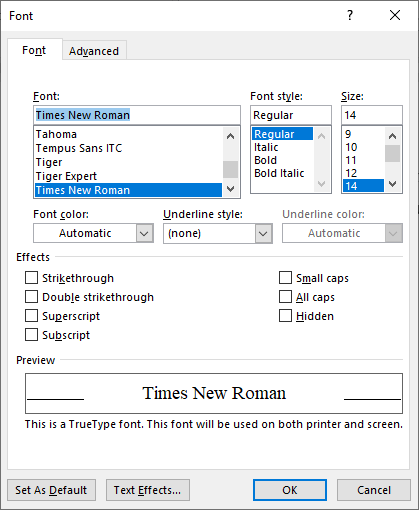 Font
?
Font
Advanced
Font:
Font style:
Size:
Times New Roman
Regular
14
Tahoma
Tempus Sans ITC
Tiger
Tiger Expert
Times New Roman
Regular
Italic
Bold
Bold Italic
9
10
11
12
14
Font color:
Underline style:
Underline color:
Automatic
(none)
Automatic
Effects
Strikethrough
Double strikethrough
Superscript
Subscript
Small caps
All caps
Hidden
Preview
Times New Roman
This is a TrueType font. This font will be used on both printer and screen.
Set As Default
Text Effects...
OK
Cancel